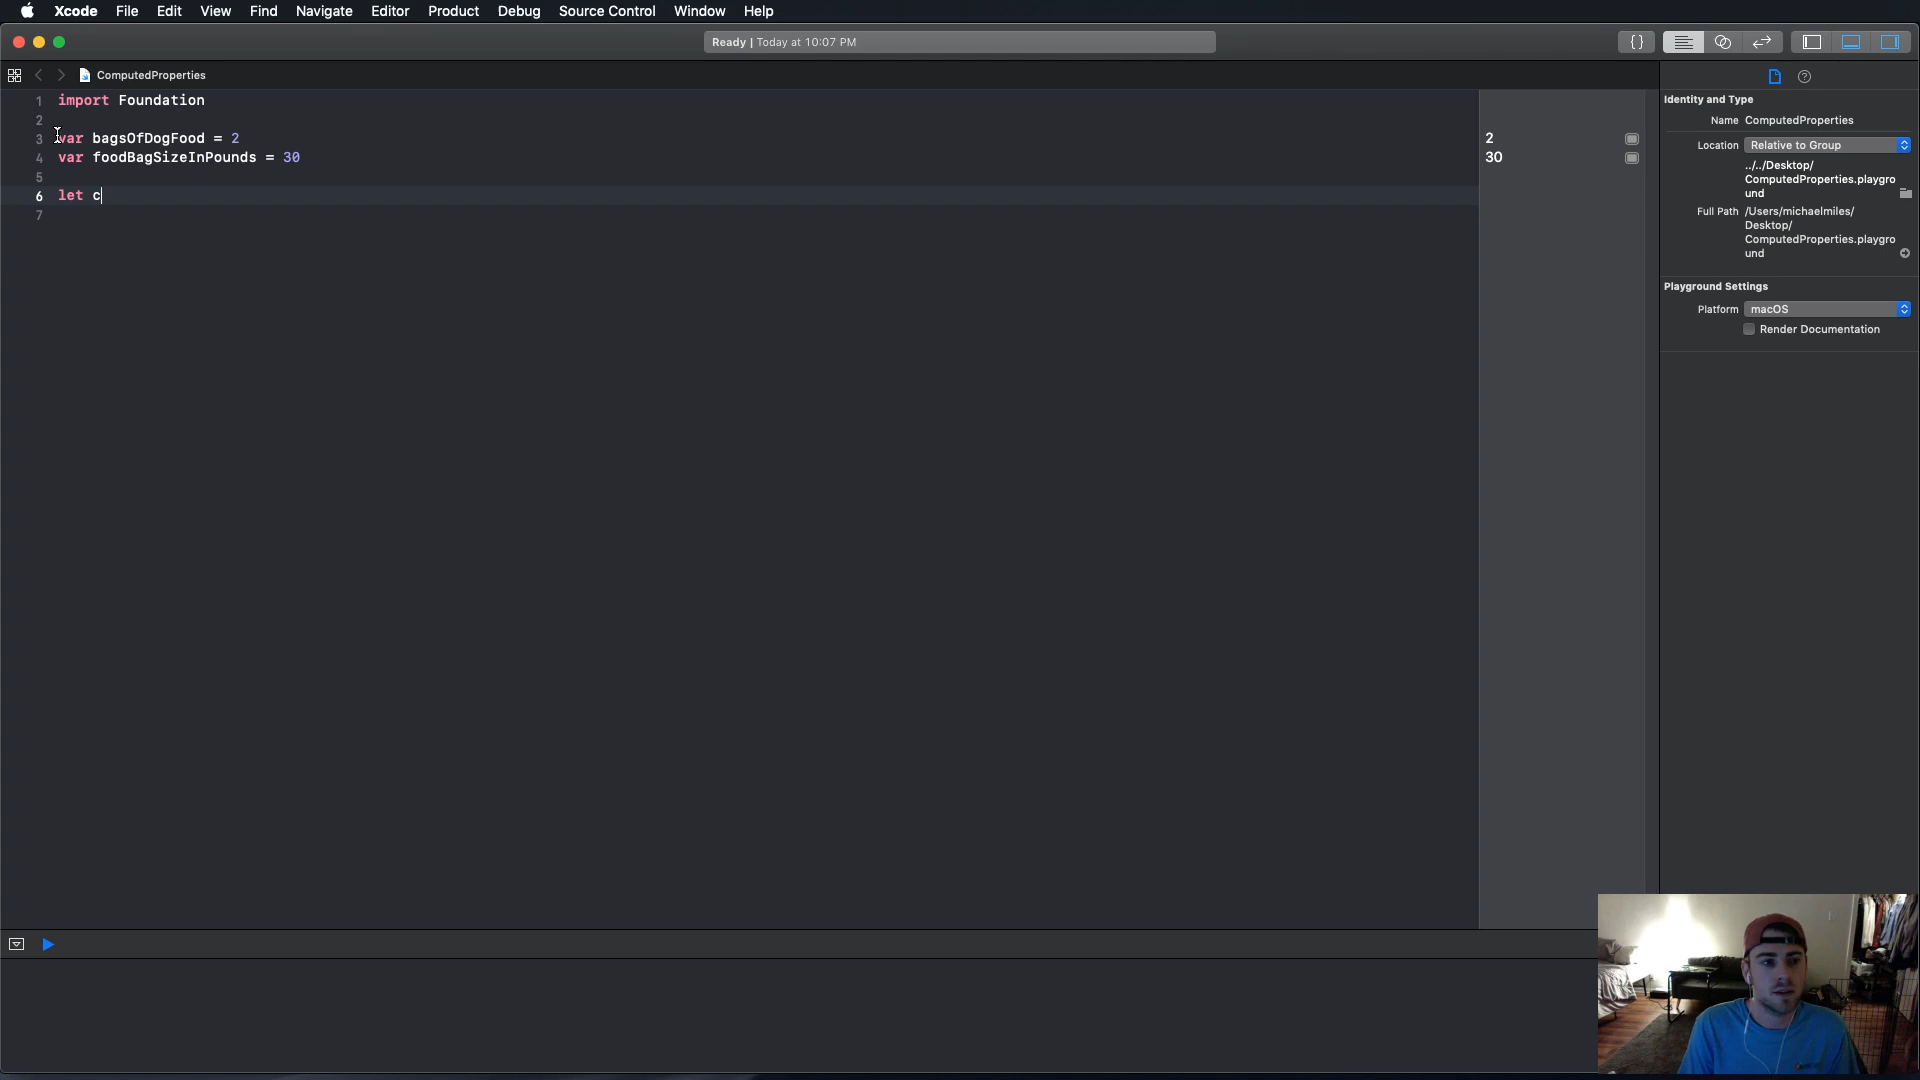 Xcode File Edit View Find Navigate Editor Product Debug Source Control Window Help
Ready | Today at 10:07 PM
{}
ComputedProperties
1 import Foundation
2
3 var bagsOfDogFood = 2
4 var foodBagSizeInPounds = 30
5
6 let c
7
2
30
Identity and Type
Name ComputedProperties
Location Relative to Group
../../Desktop/
ComputedProperties.playgro
und
Full Path /Users/michaelmiles/
Desktop/
ComputedProperties.playgro
und
Playground Settings
Platform macOS
Render Documentation